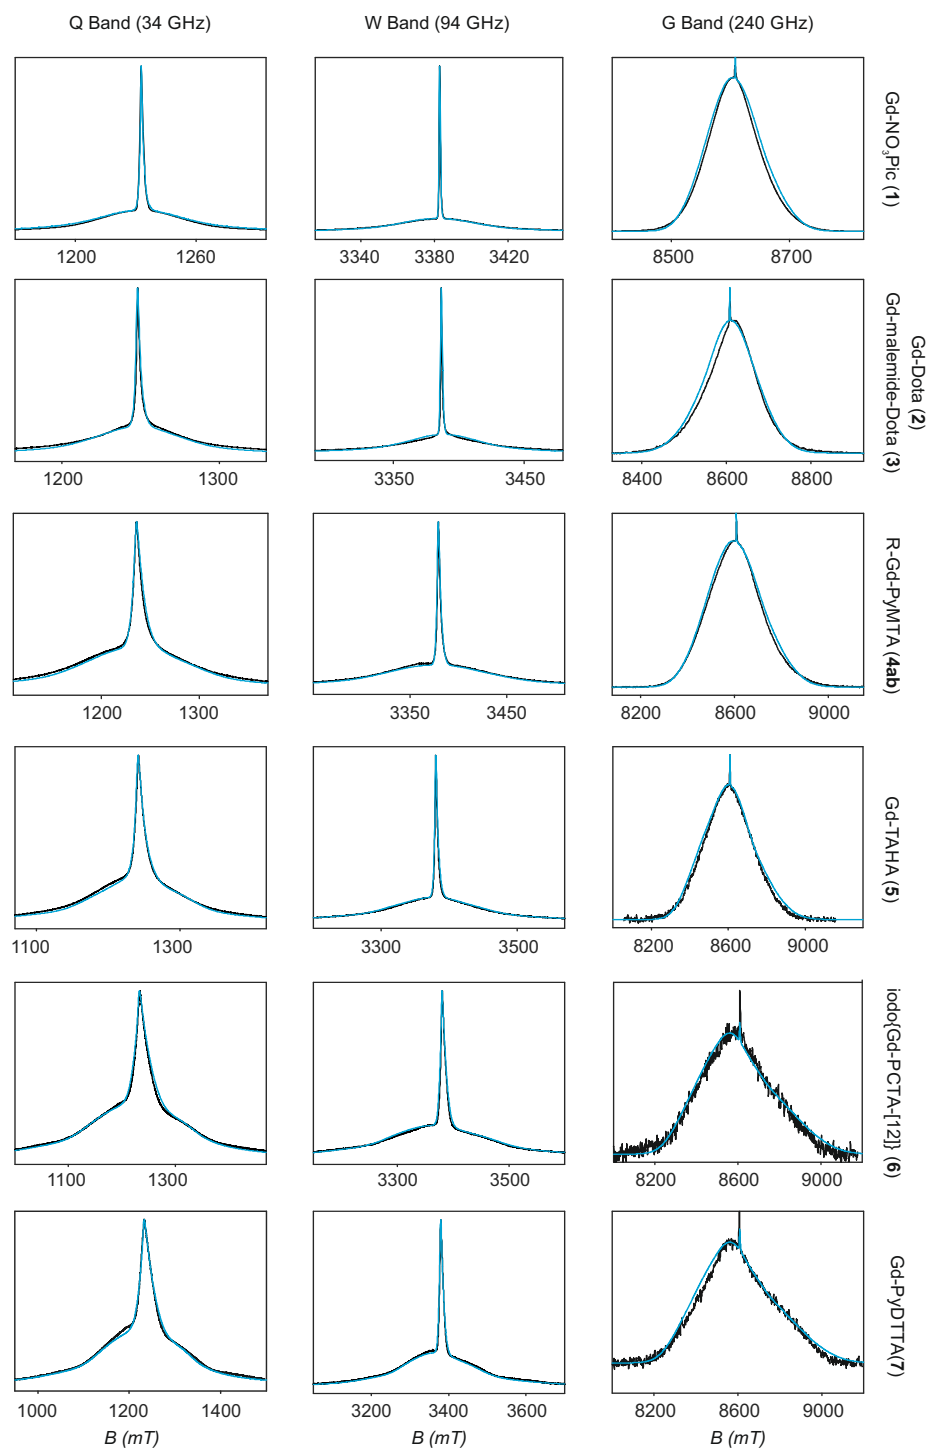 Q Band (34 GHz) W Band (94 GHz) G Band (240 GHz)
Gd-NO₃Pic (1)
1200 1260 3340 3380 3420 8500 8700
Gd-Dota (2)
Gd-malemide-Dota (3)
1200 1300 3350 3450 8400 8600 8800
R-Gd-PyMTA (4ab)
1200 1300 3350 3450 8200 8600 9000
Gd-TAHA (5)
1100 1300 3300 3500 8200 8600 9000
iodo{Gd-PCTA-[12]} (6)
1100 1300 3300 3500 8200 8600 9000
Gd-PyDTTA(7)
1000 1200 1400 3200 3400 3600 8200 8600 9000
B (mT) B (mT) B (mT)